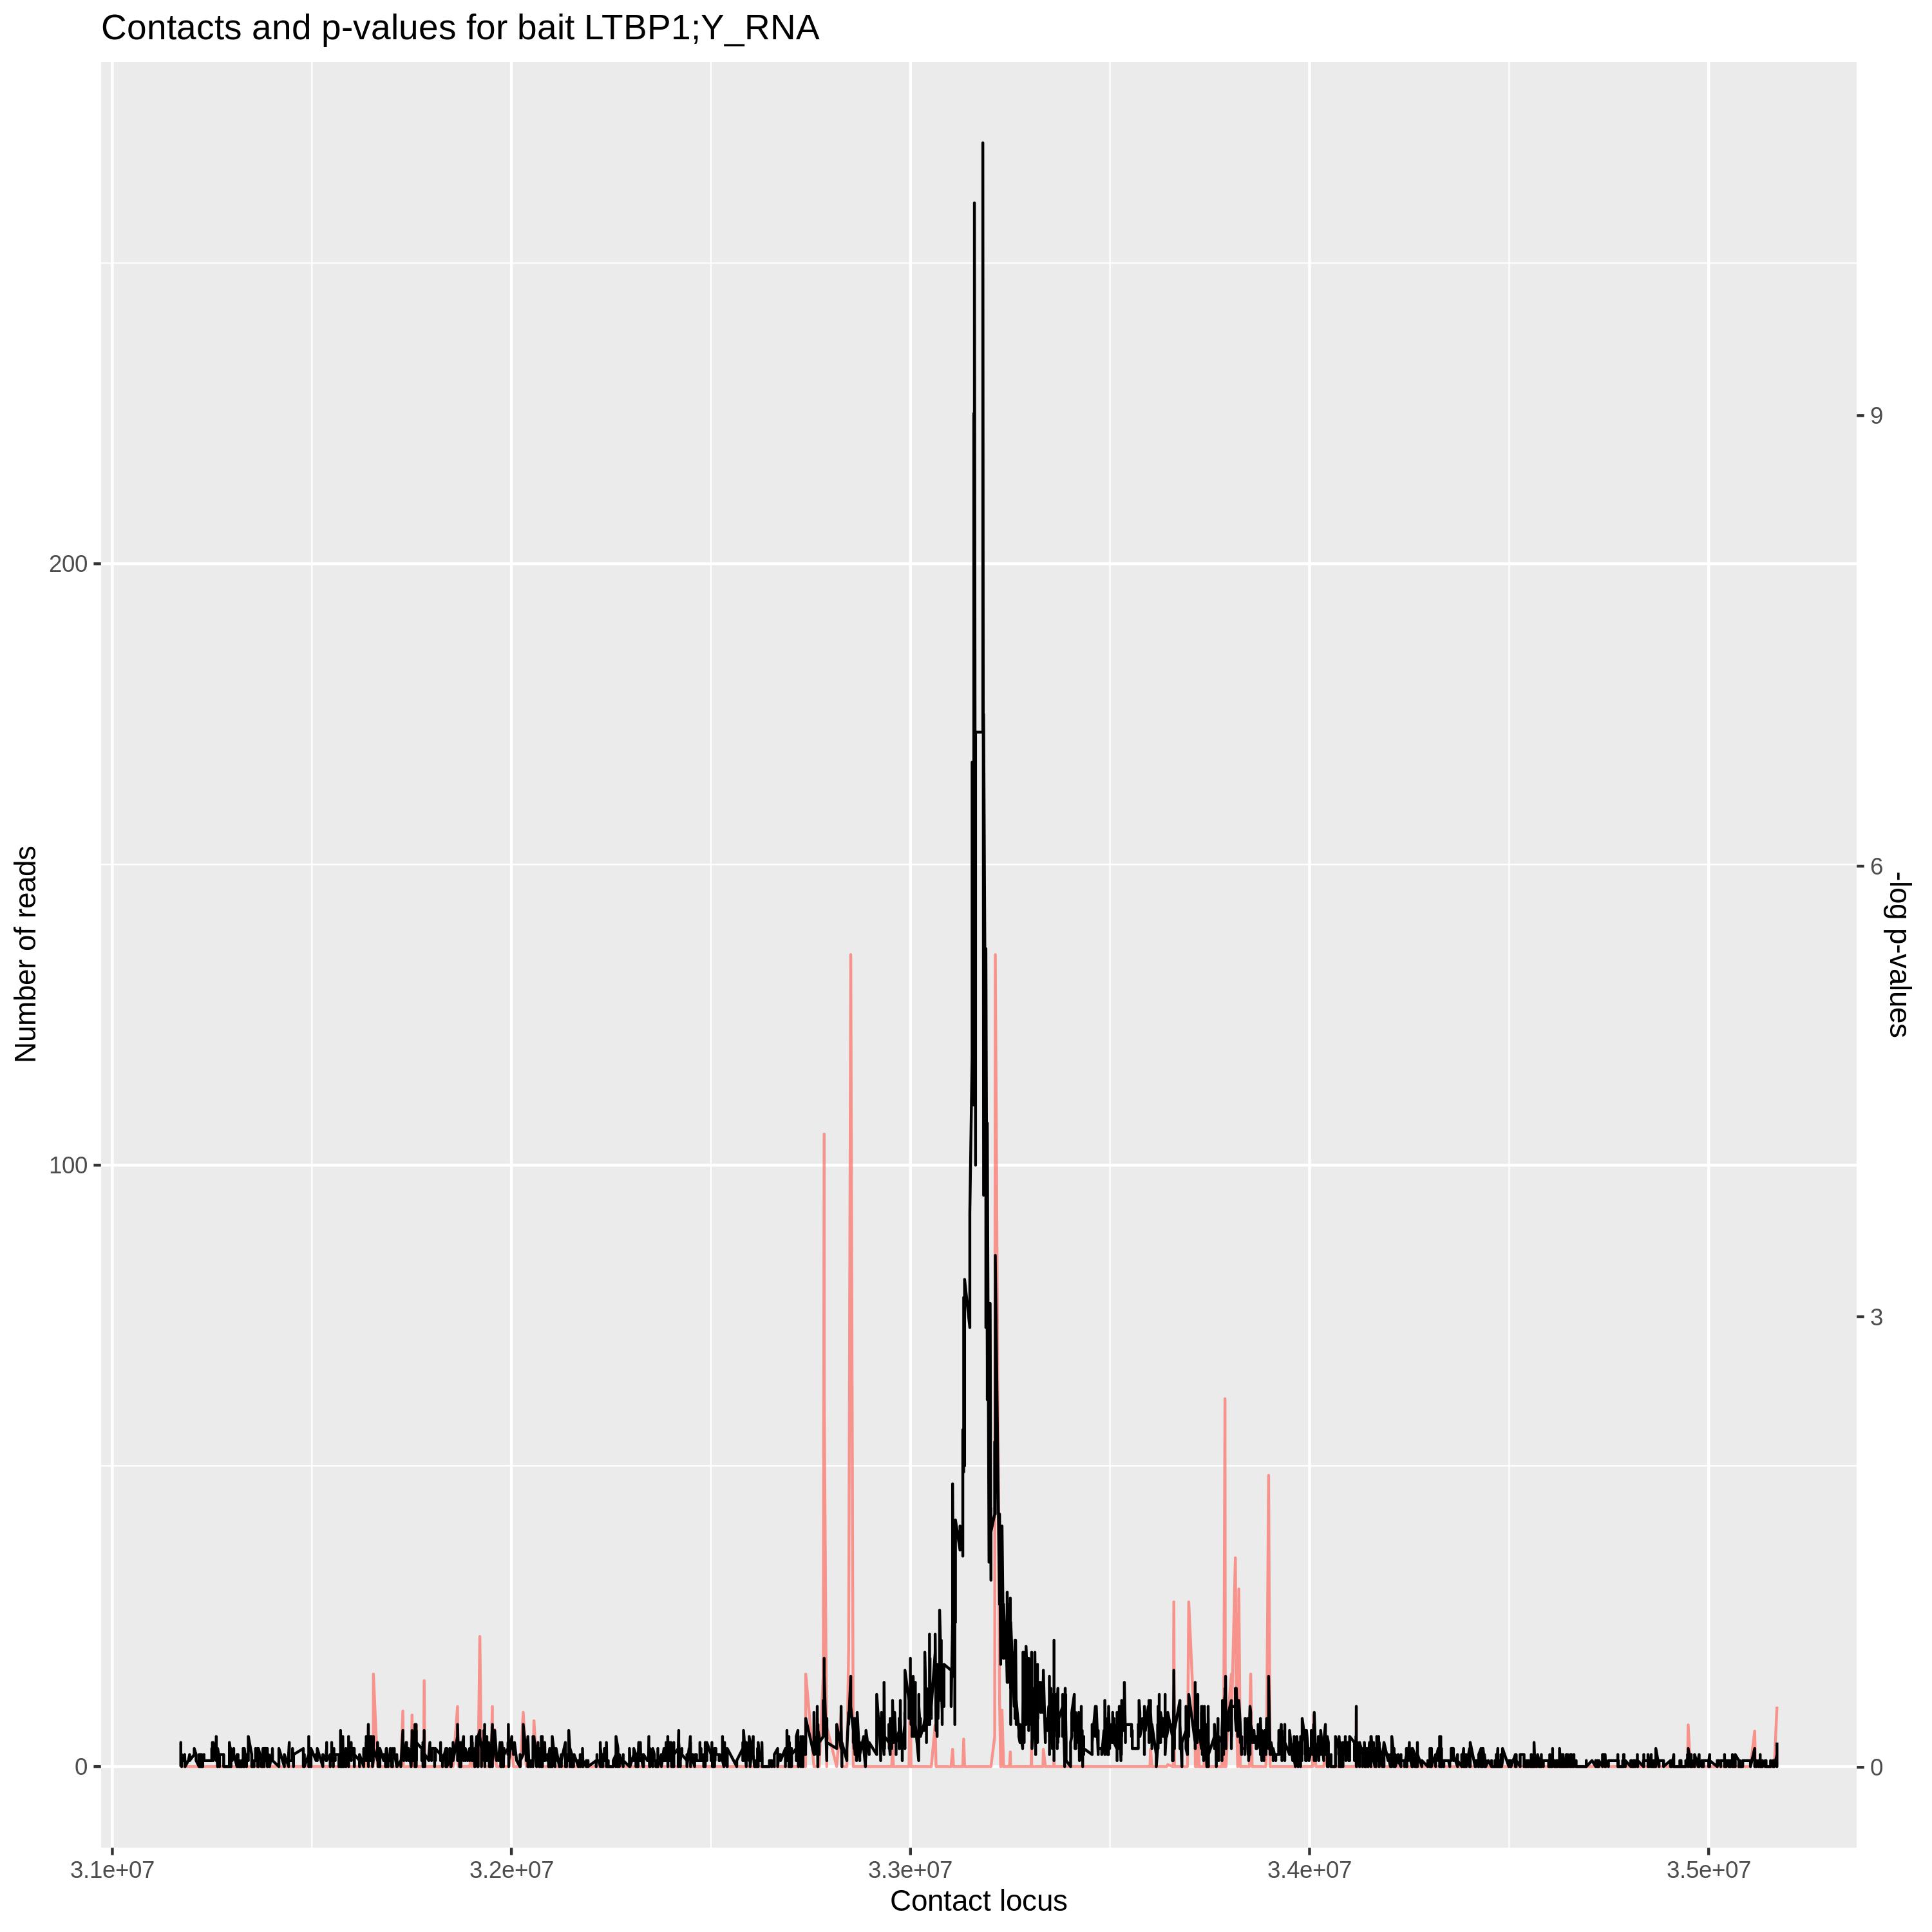 Contacts and p-values for bait LTBP1;Y_RNA
Number of reads
200
100
0
9
6
3
0
-log p-values
3.1e+07 3.2e+07 3.3e+07 3.4e+07 3.5e+07
Contact locus